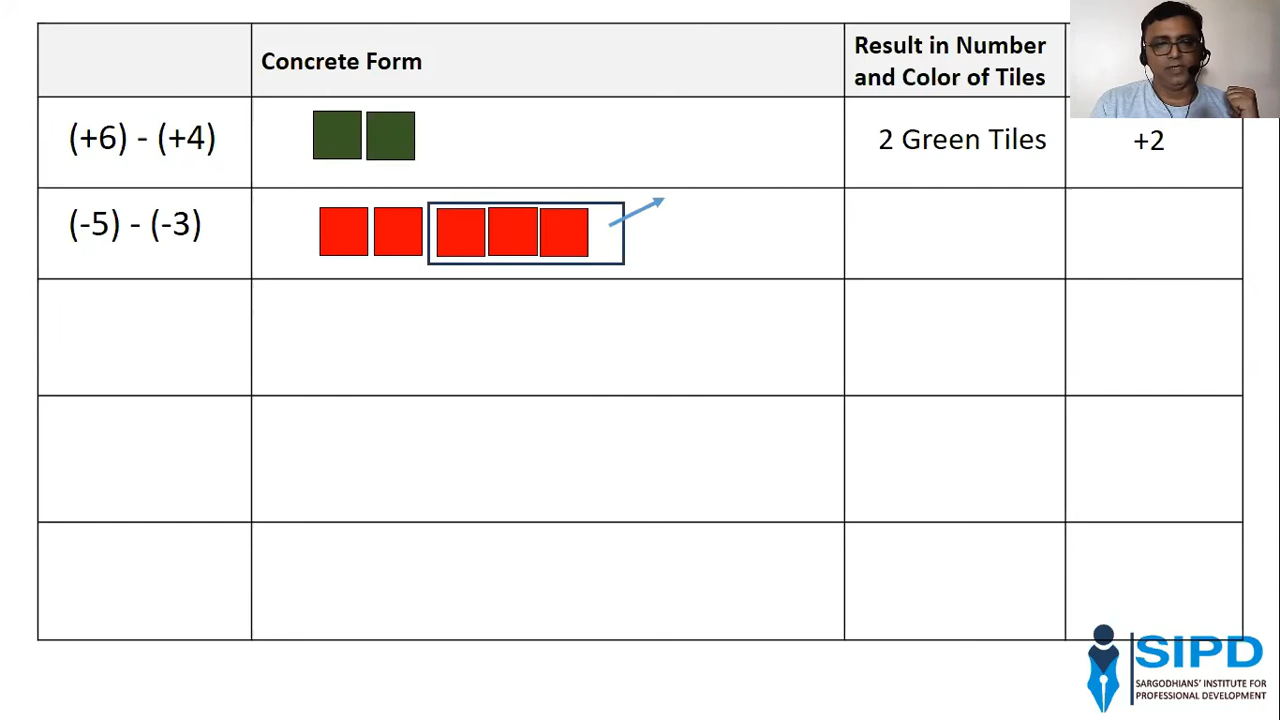 Concrete Form
Result in Number
and Color of Tiles
(+6) - (+4)
2 Green Tiles
+2
(-5) - (-3)
SIPD
SARGODHIANS' INSTITUTE FOR
PROFESSIONAL DEVELOPMENT